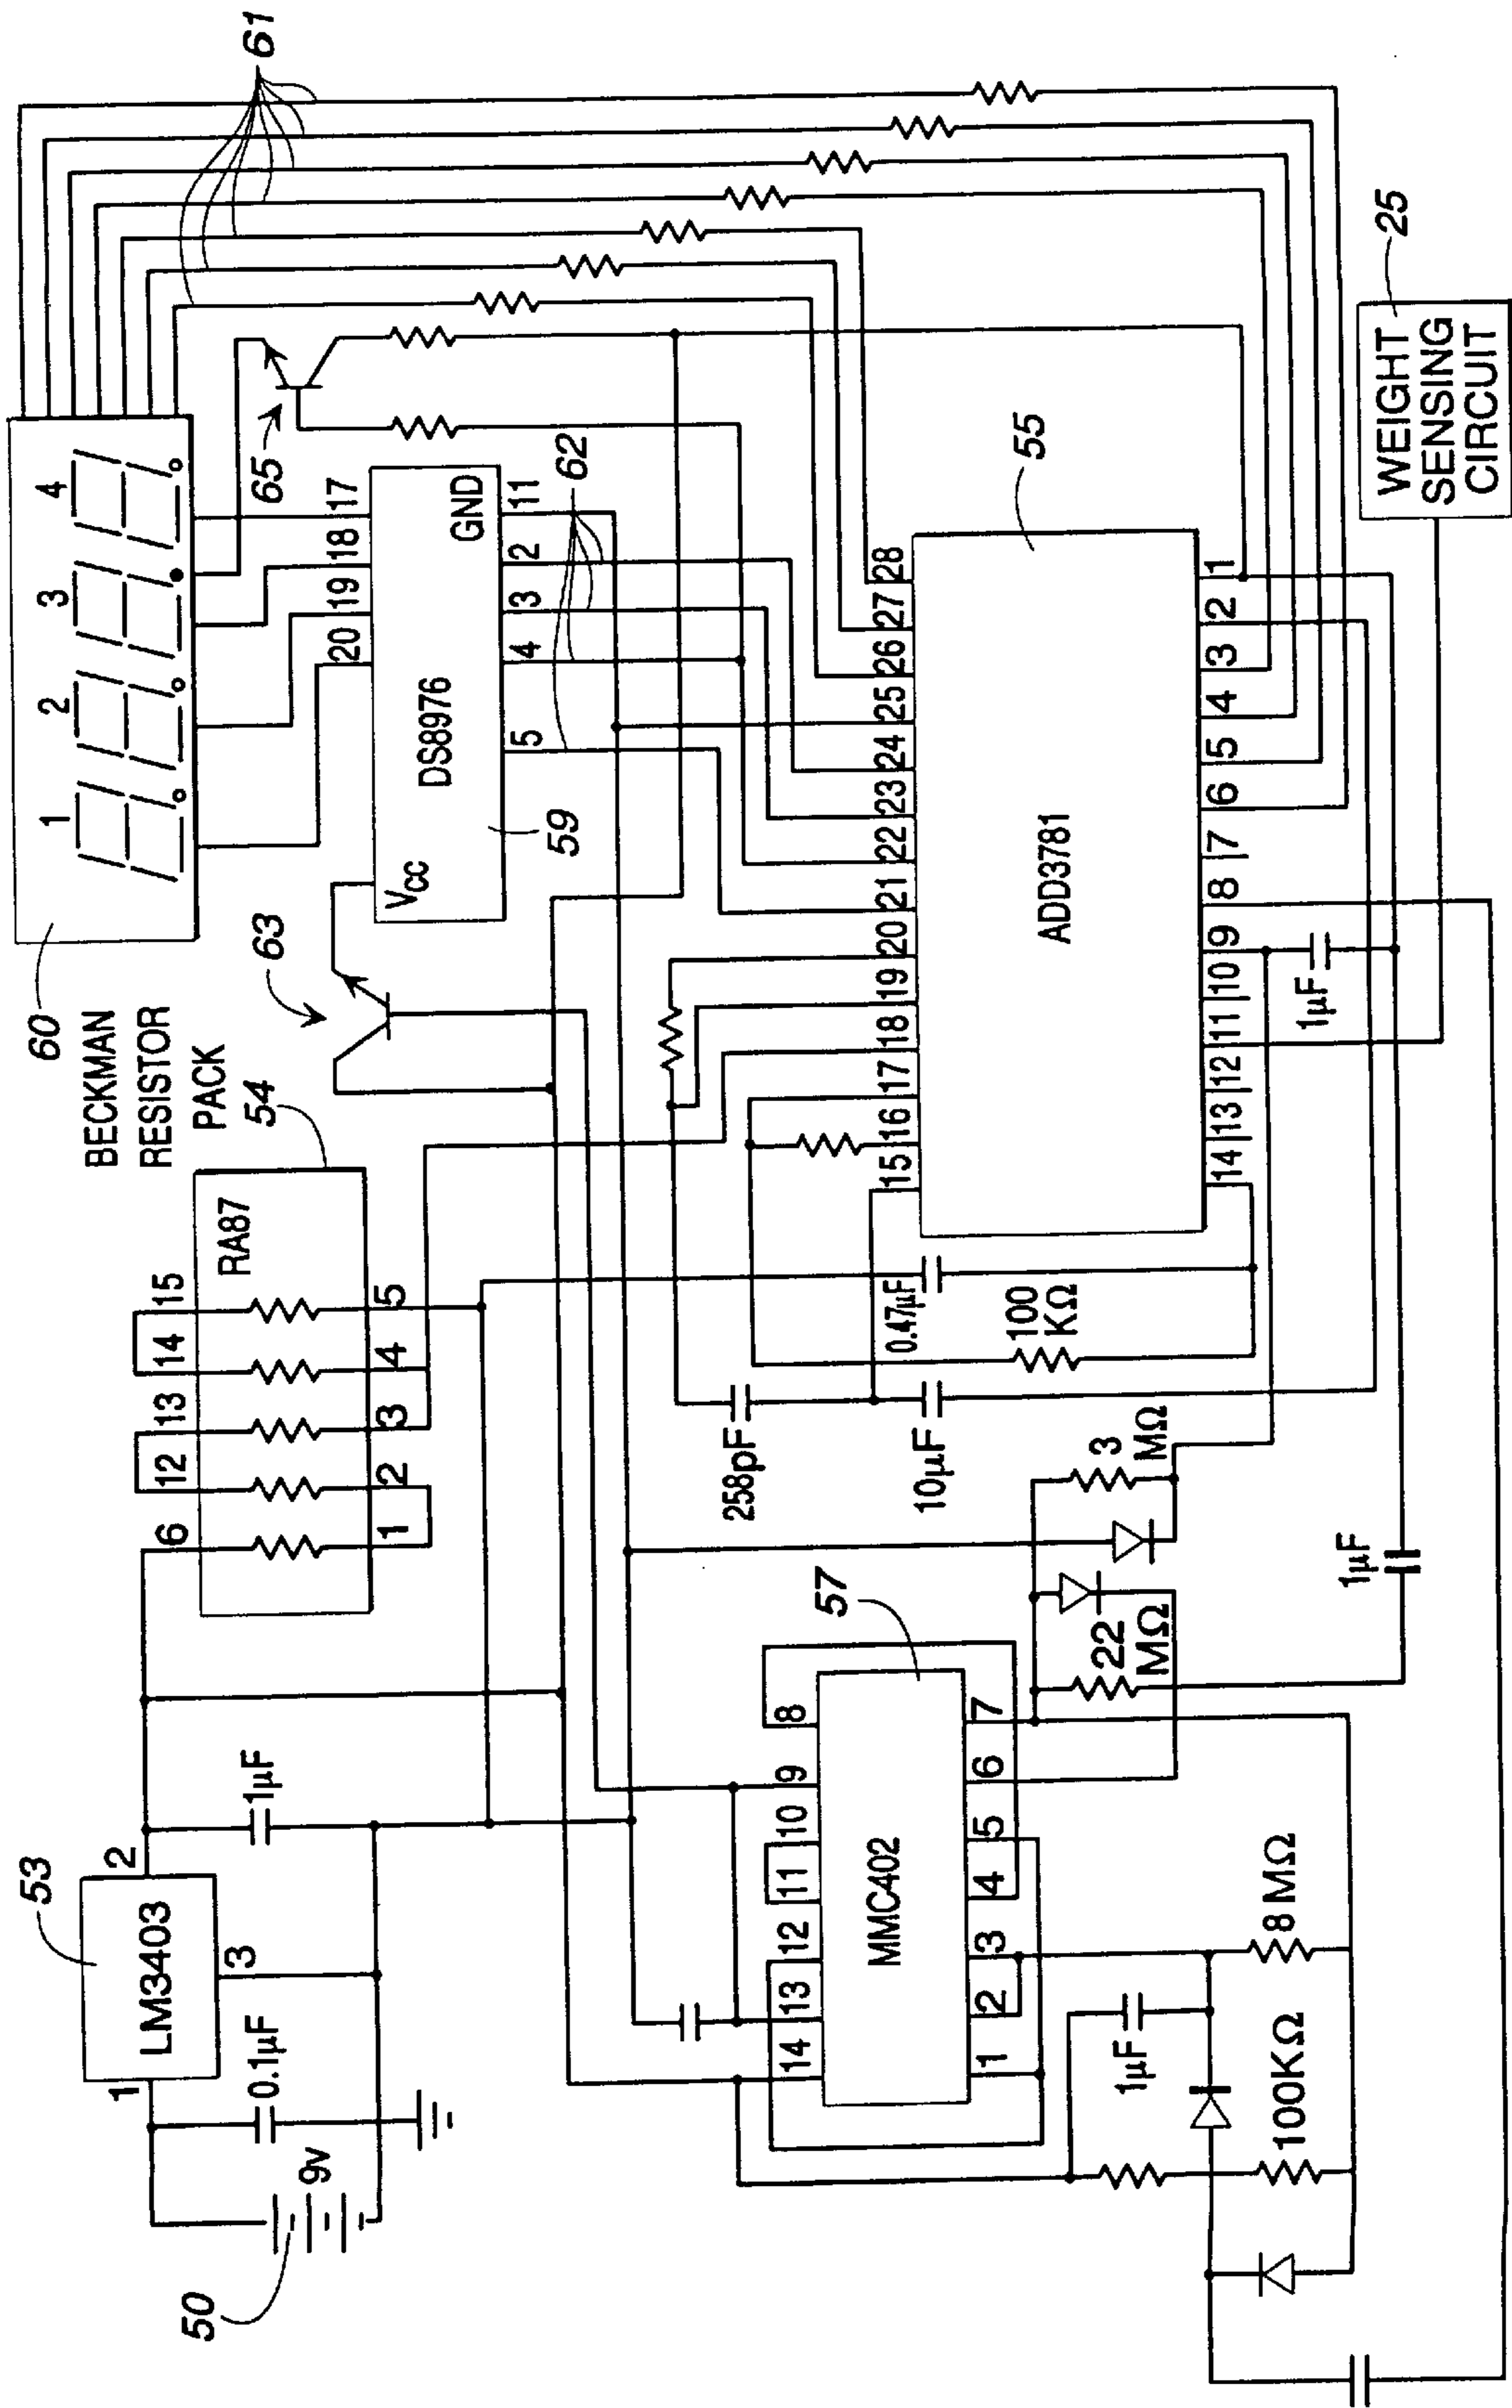 60
1 2 3 4
61
BECKMAN
RESISTOR
PACK
54
RA87
6 12 13 14 15
1 2 3 4 5
63
65
53
LM3403
1
2
3
50
9v
0.1µF
1µF
20 19 18 17
VCC
DS8976
GND
5 4 3 2 11
59
62
258pF
10µF
0.47µF
100
KΩ
15 16 17 18 19 20 21 22 23 24 25 26 27 28
ADD3781
55
14 13 12 11 10 9 8 7 6 5 4 3 2 1
1µF
3
MΩ
22
MΩ
1µF
57
14 13 12 11 10 9 8
MMC402
1 2 3 4 5 6 7
1µF
100KΩ
8 MΩ
25
WEIGHT
SENSING
CIRCUIT